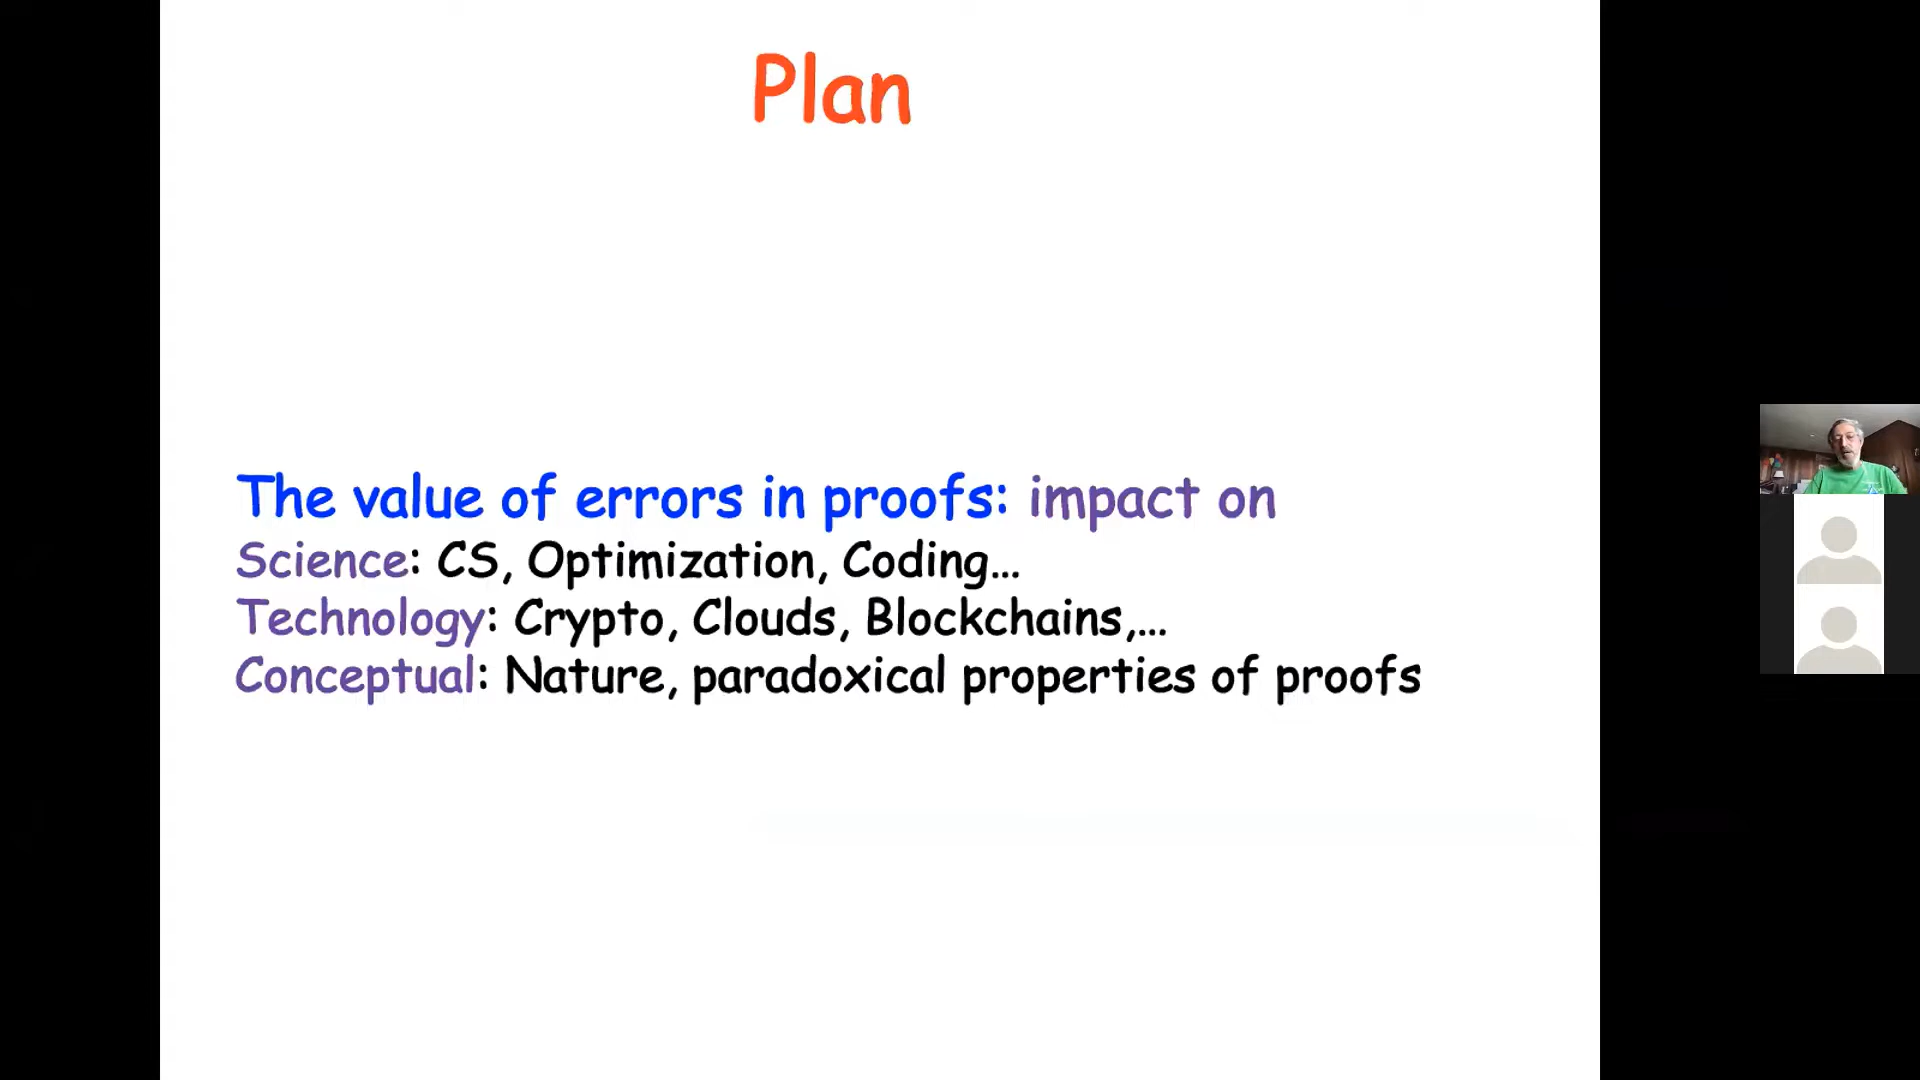 Plan
The value of errors in proofs: impact on
Science: CS, Optimization, Coding…
Technology: Crypto, Clouds, Blockchains,…
Conceptual: Nature, paradoxical properties of proofs